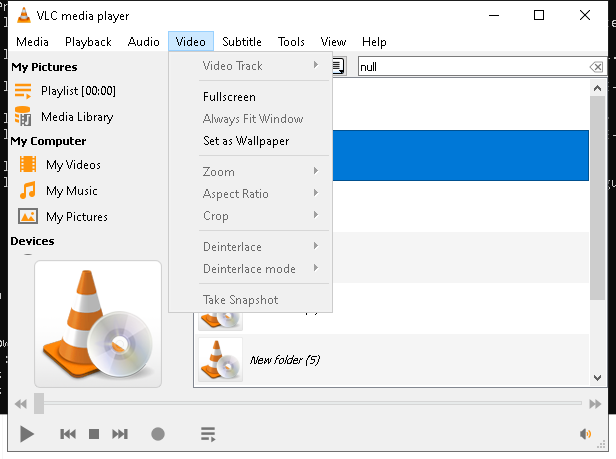 VLC media player
Media Playback Audio Video Subtitle Tools View Help
My Pictures
Playlist [00:00]
Media Library
My Computer
My Videos
My Music
My Pictures
Devices
Video Track
Fullscreen
Always Fit Window
Set as Wallpaper
Zoom
Aspect Ratio
Crop
Deinterlace
Deinterlace mode
Take Snapshot
null
New folder (5)